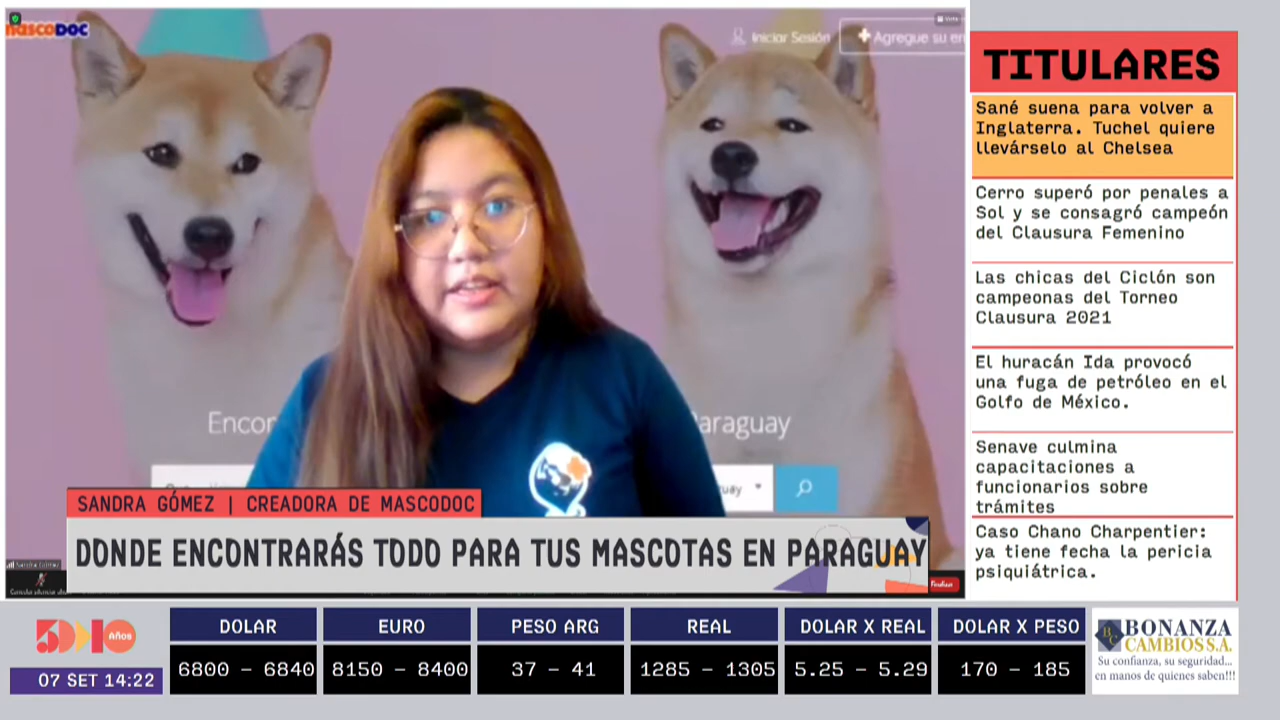 mascoDOC
Iniciar Sesión
Agregue su em
Encon
Paraguay
SANDRA GÓMEZ | CREADORA DE MASCODOC
DONDE ENCONTRARÁS TODO PARA TUS MASCOTAS EN PARAGUAY
TITULARES
Sané suena para volver a
Inglaterra. Tuchel quiere
llevárselo al Chelsea
Cerro superó por penales a
Sol y se consagró campeón
del Clausura Femenino
Las chicas del Ciclón son
campeonas del Torneo
Clausura 2021
El huracán Ida provocó
una fuga de petróleo en el
Golfo de México.
Senave culmina
capacitaciones a
funcionarios sobre
trámites
Caso Chano Charpentier:
ya tiene fecha la pericia
psiquiátrica.
5D10 Años
07 SET 14:22
DOLAR
6800 - 6840
EURO
8150 - 8400
PESO ARG
37 - 41
REAL
1285 - 1305
DOLAR X REAL
5.25 - 5.29
DOLAR X PESO
170 - 185
BC BONANZA
CAMBIOS S.A.
Su confianza, su seguridad...
en manos de quienes saben!!!